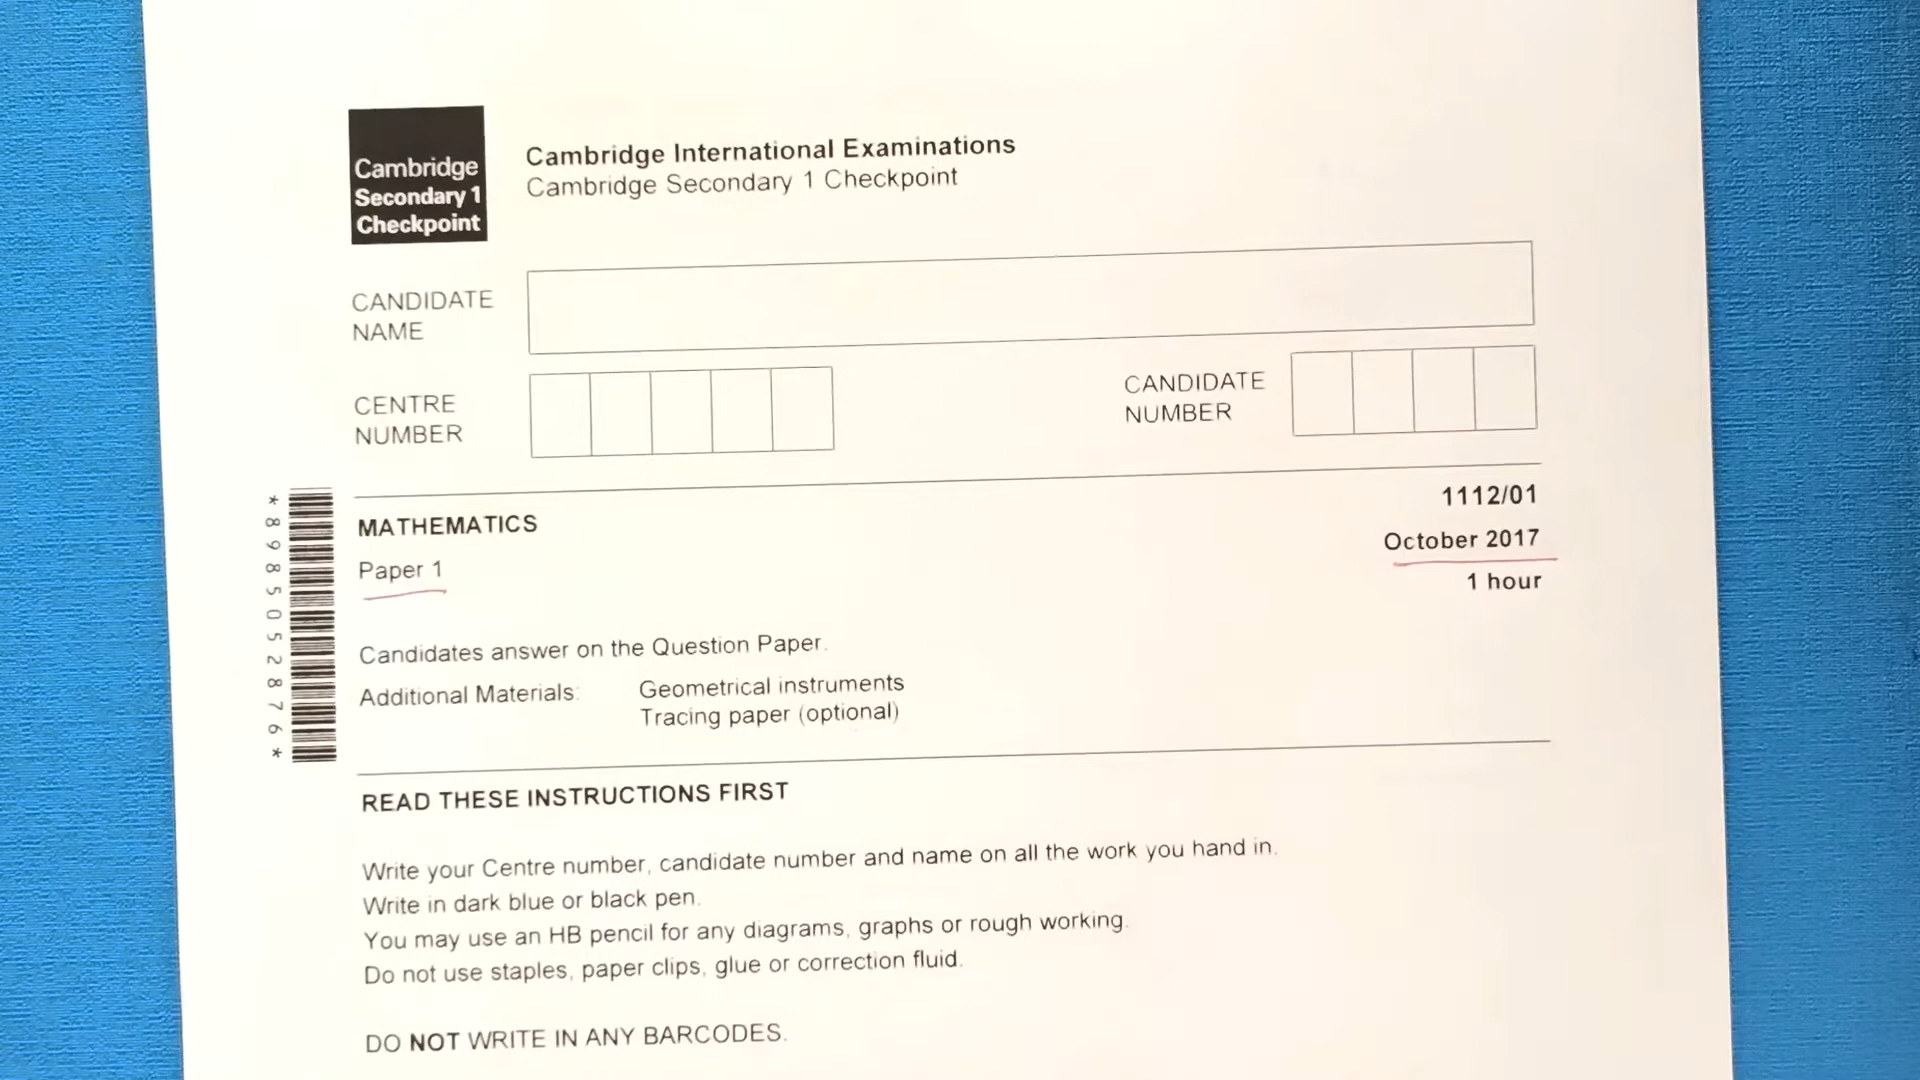 Cambridge
Secondary 1
Checkpoint
Cambridge International Examinations
Cambridge Secondary 1 Checkpoint
CANDIDATE
NAME
CENTRE
NUMBER
CANDIDATE
NUMBER
*8985052876*
MATHEMATICS
1112/01
Paper 1
October 2017
1 hour
Candidates answer on the Question Paper.
Additional Materials: Geometrical instruments
Tracing paper (optional)
READ THESE INSTRUCTIONS FIRST
Write your Centre number, candidate number and name on all the work you hand in.
Write in dark blue or black pen.
You may use an HB pencil for any diagrams, graphs or rough working.
Do not use staples, paper clips, glue or correction fluid.
DO NOT WRITE IN ANY BARCODES.